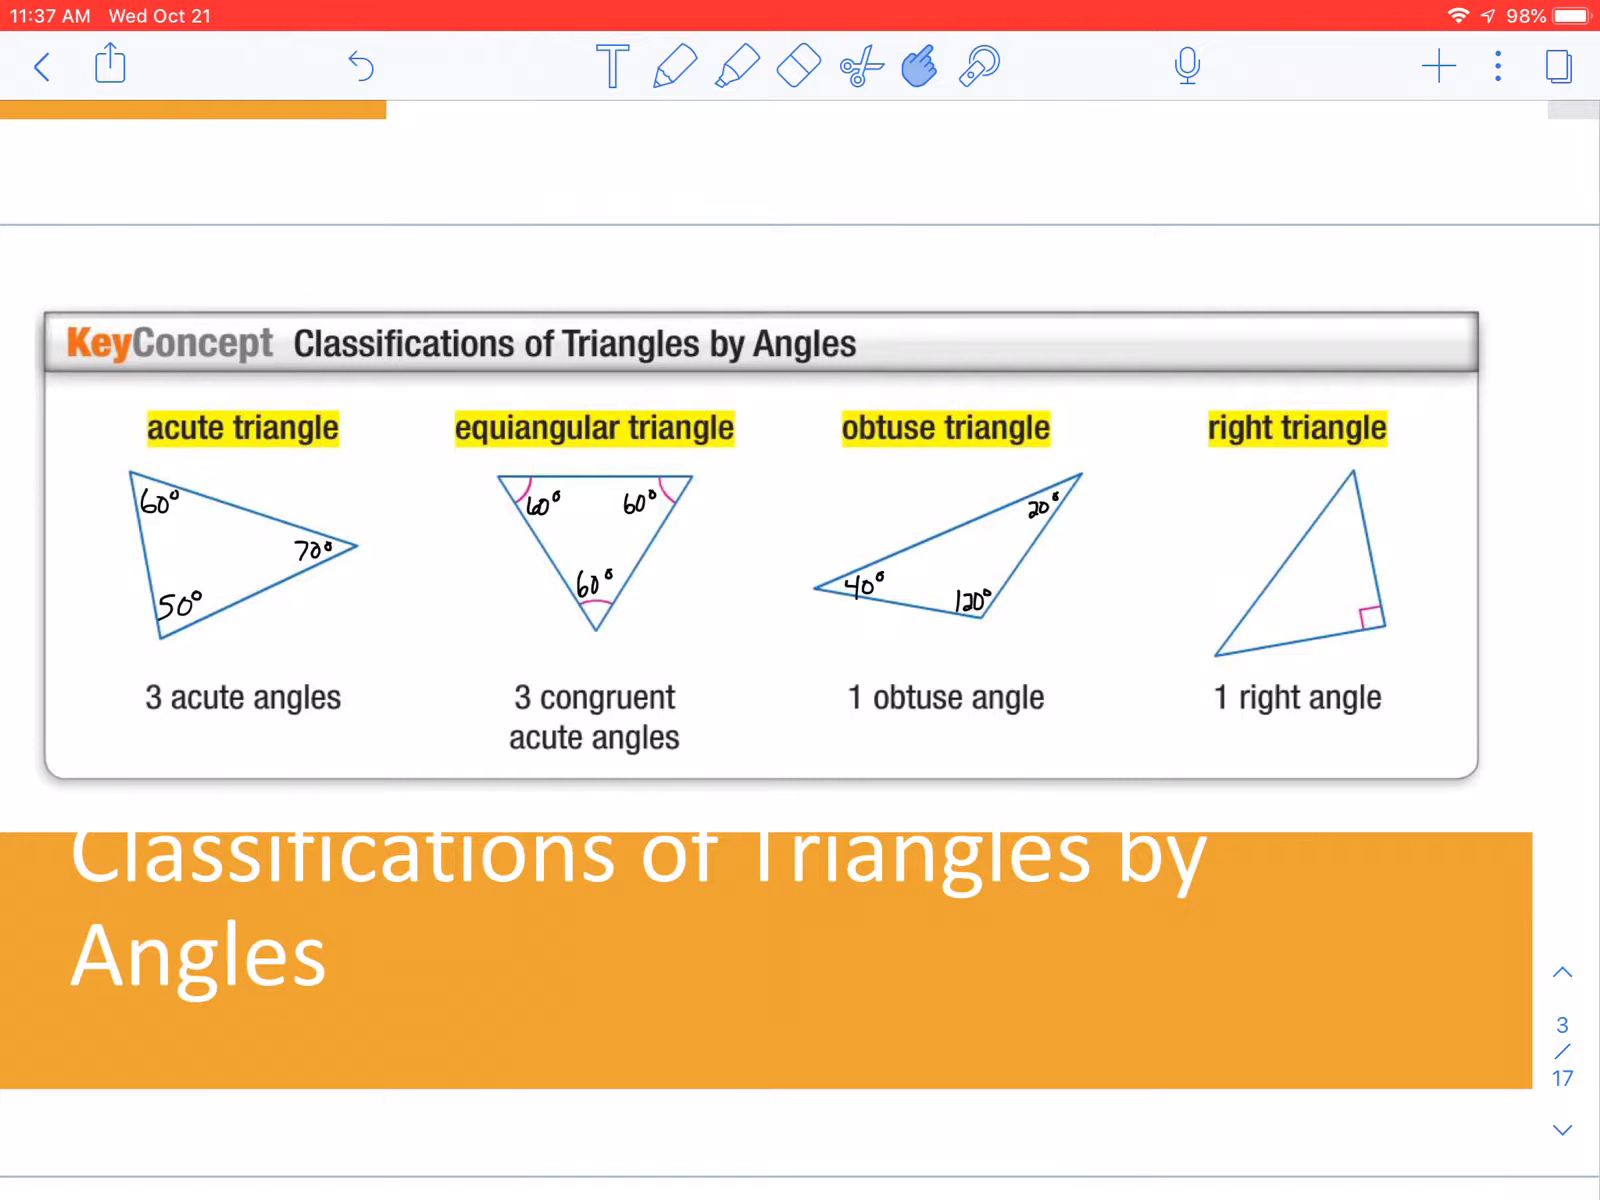 11:37 AM Wed Oct 21
98%
T
KeyConcept Classifications of Triangles by Angles
acute triangle
equiangular triangle
obtuse triangle
right triangle
60°
70°
50°
60°
60°
60°
20°
40°
120°
3 acute angles
3 congruent
acute angles
1 obtuse angle
1 right angle
Classifications of Triangles by
Angles
3
/
17